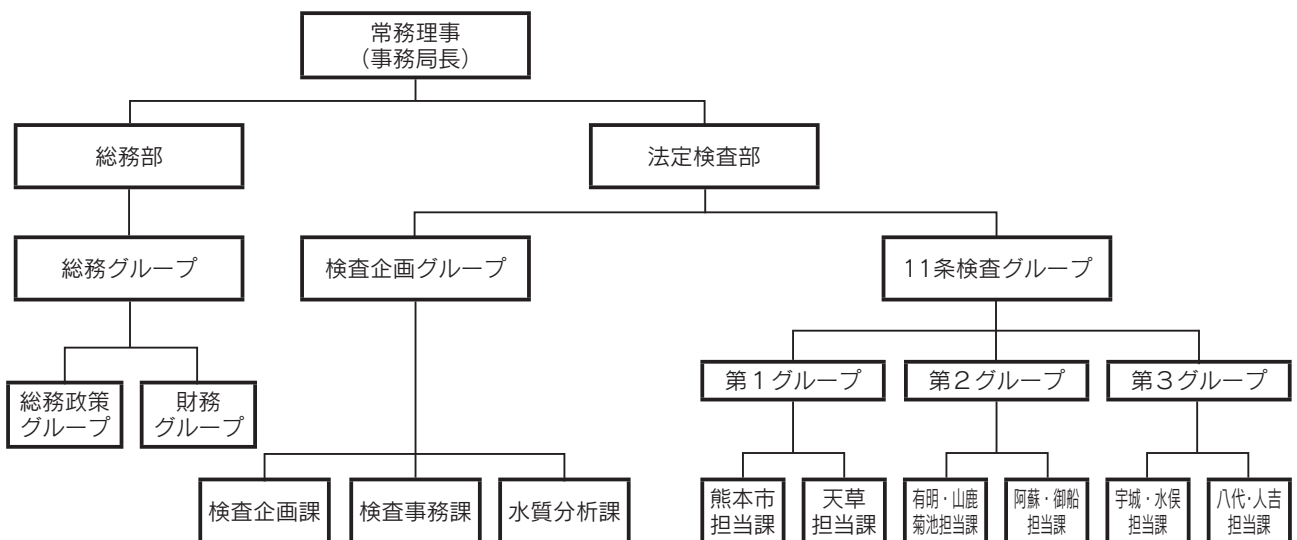 常務理事
（事務局長）
総務部
法定検査部
総務グループ
検査企画グループ
11条検査グループ
第１グループ
第２グループ
第３グループ
総務政策
グループ
財務
グループ
検査企画課
検査事務課
水質分析課
熊本市
担当課
天草
担当課
有明・山鹿
菊池担当課
阿蘇・御船
担当課
宇城・水俣
担当課
八代・人吉
担当課